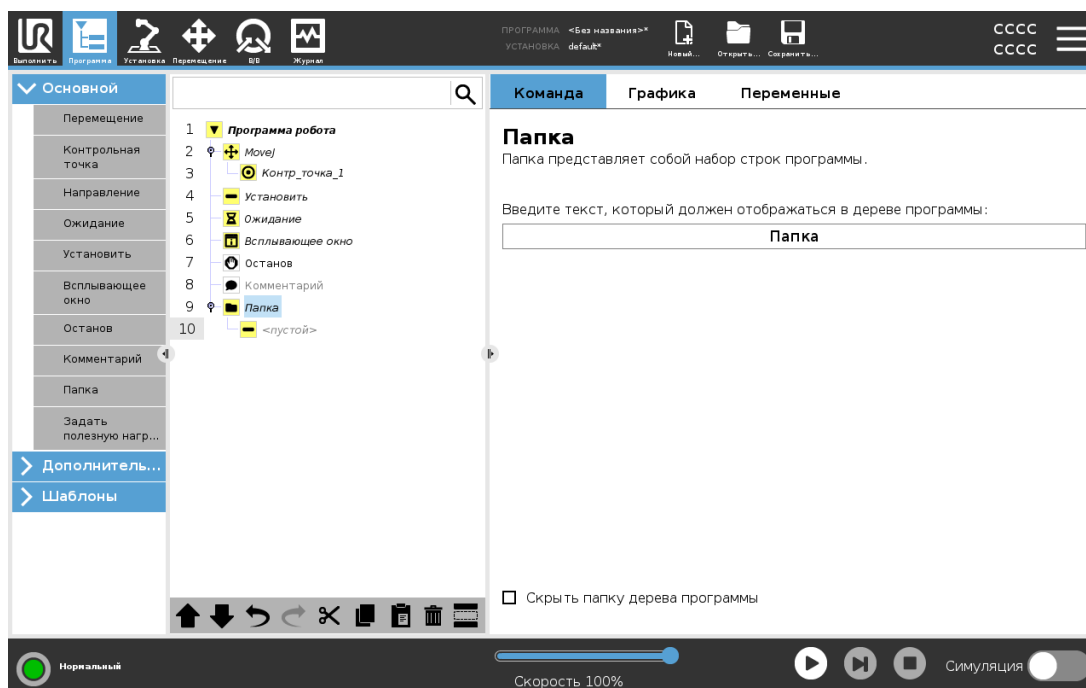 UR
Выполнить
Программа
Установка
Перемещение
В/В
Журнал
ПРОГРАММА <Без названия>*
УСТАНОВКА default*
Новый...
Открыть...
Сохранить...
CCCC
CCCC
Основной
Перемещение
Контрольная
точка
Направление
Ожидание
Установить
Всплывающее
окно
Останов
Комментарий
Папка
Задать
полезную нагр...
Дополнитель...
Шаблоны
1 Программа робота
2 MoveJ
3 Контр_точка_1
4 Установить
5 Ожидание
6 Всплывающее окно
7 Останов
8 Комментарий
9 Папка
10 <пустой>
Команда Графика Переменные
Папка
Папка представляет собой набор строк программы.
Введите текст, который должен отображаться в дереве программы:
Папка
Скрыть папку дерева программы
Нормальный
Скорость 100%
Симуляция